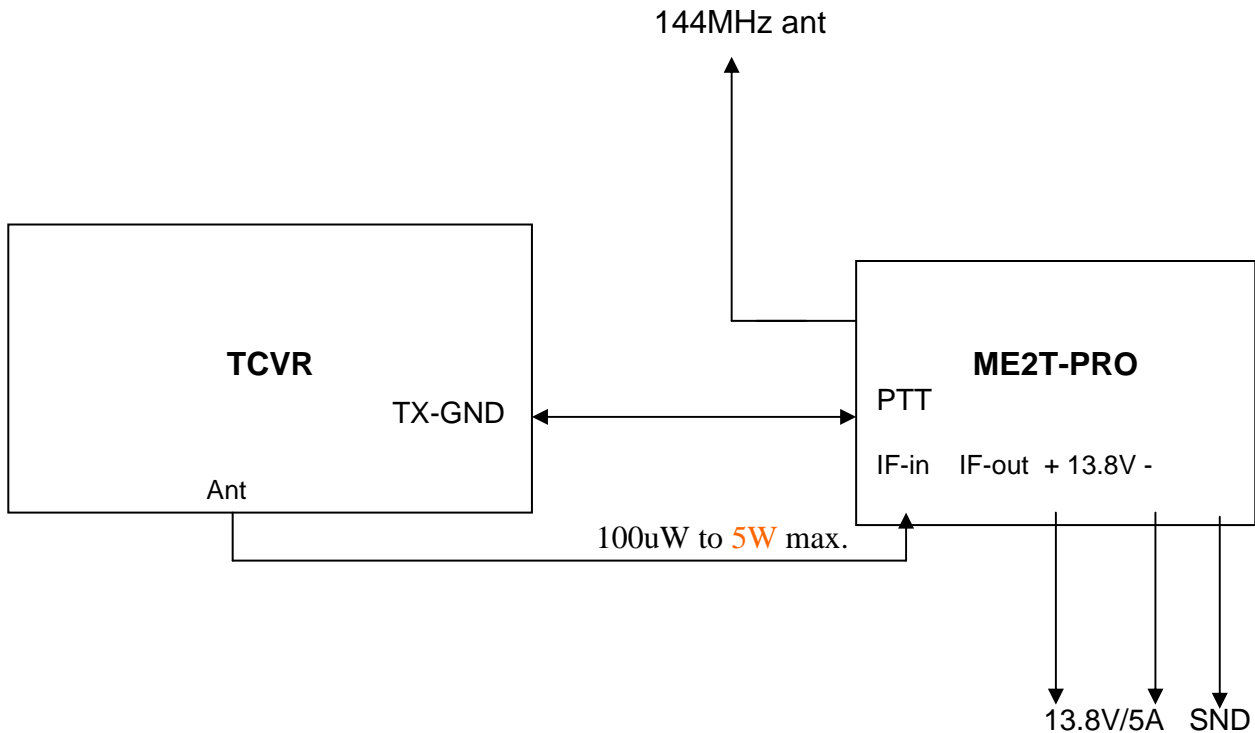 144MHz ant
TCVR
ME2T-PRO
PTT
TX-GND
IF-in IF-out + 13.8V -
Ant
100uW to 5W max.
13.8V/5A SND